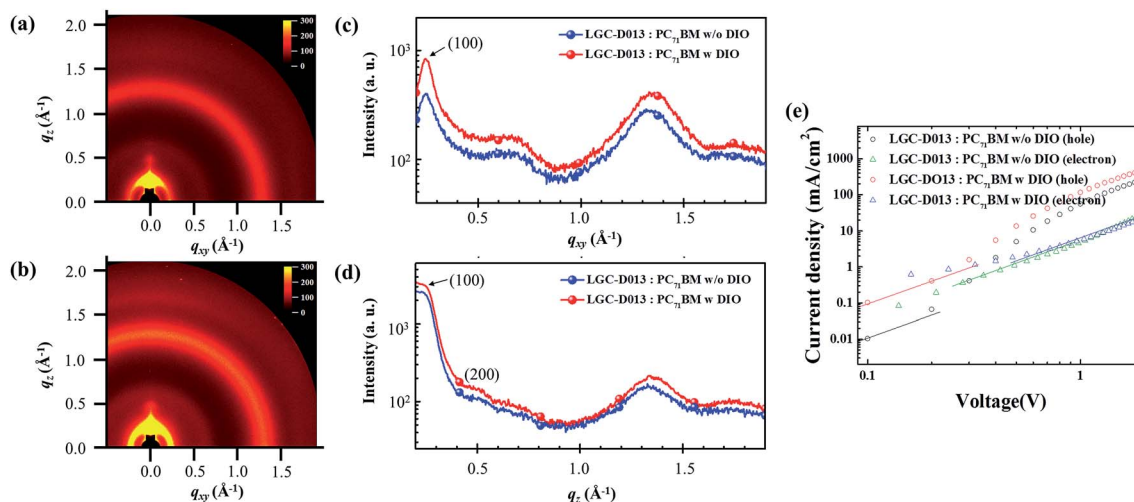 (a)
2.0
1.5
1.0
0.5
0.0
q_z (Å⁻¹)
300
200
100
0
0.0 0.5 1.0 1.5
q_xy (Å⁻¹)
(b)
2.0
1.5
1.0
0.5
0.0
q_z (Å⁻¹)
300
200
100
0
0.0 0.5 1.0 1.5
q_xy (Å⁻¹)
(c)
(100)
LGC-D013 : PC₇₁BM w/o DIO
LGC-D013 : PC₇₁BM w DIO
10³
10²
Intensity (a. u.)
0.5 1.0 1.5
q_xy (Å⁻¹)
(d)
(100)
(200)
LGC-D013 : PC₇₁BM w/o DIO
LGC-D013 : PC₇₁BM w DIO
10³
10²
Intensity (a. u.)
0.5 1.0 1.5
q_z (Å⁻¹)
(e)
LGC-D013 : PC₇₁BM w/o DIO (hole)
LGC-D013 : PC₇₁BM w/o DIO (electron)
LGC-DO13 : PC₇₁BM w DIO (hole)
LGC-D013 : PC₇₁BM w DIO (electron)
1000
100
10
1
0.1
0.01
Current density (mA/cm²)
0.1 1
Voltage(V)